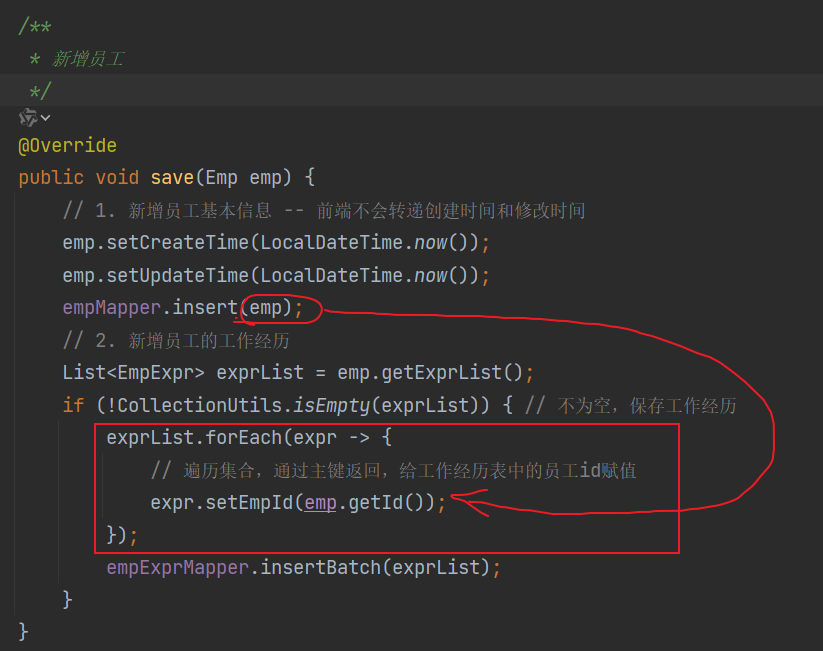 /**
 * 新增员工
 */
@Override
public void save(Emp emp) {
    // 1. 新增员工基本信息 -- 前端不会转递创建时间和修改时间
    emp.setCreateTime(LocalDateTime.now());
    emp.setUpdateTime(LocalDateTime.now());
    empMapper.insert(emp);
    // 2. 新增员工的工作经历
    List<EmpExpr> exprList = emp.getExprList();
    if (!CollectionUtils.isEmpty(exprList)) { // 不为空，保存工作经历
        exprList.forEach(expr -> {
            // 遍历集合，通过主键返回，给工作经历表中的员工id赋值
            expr.setEmpId(emp.getId());
        });
        empExprMapper.insertBatch(exprList);
    }
}